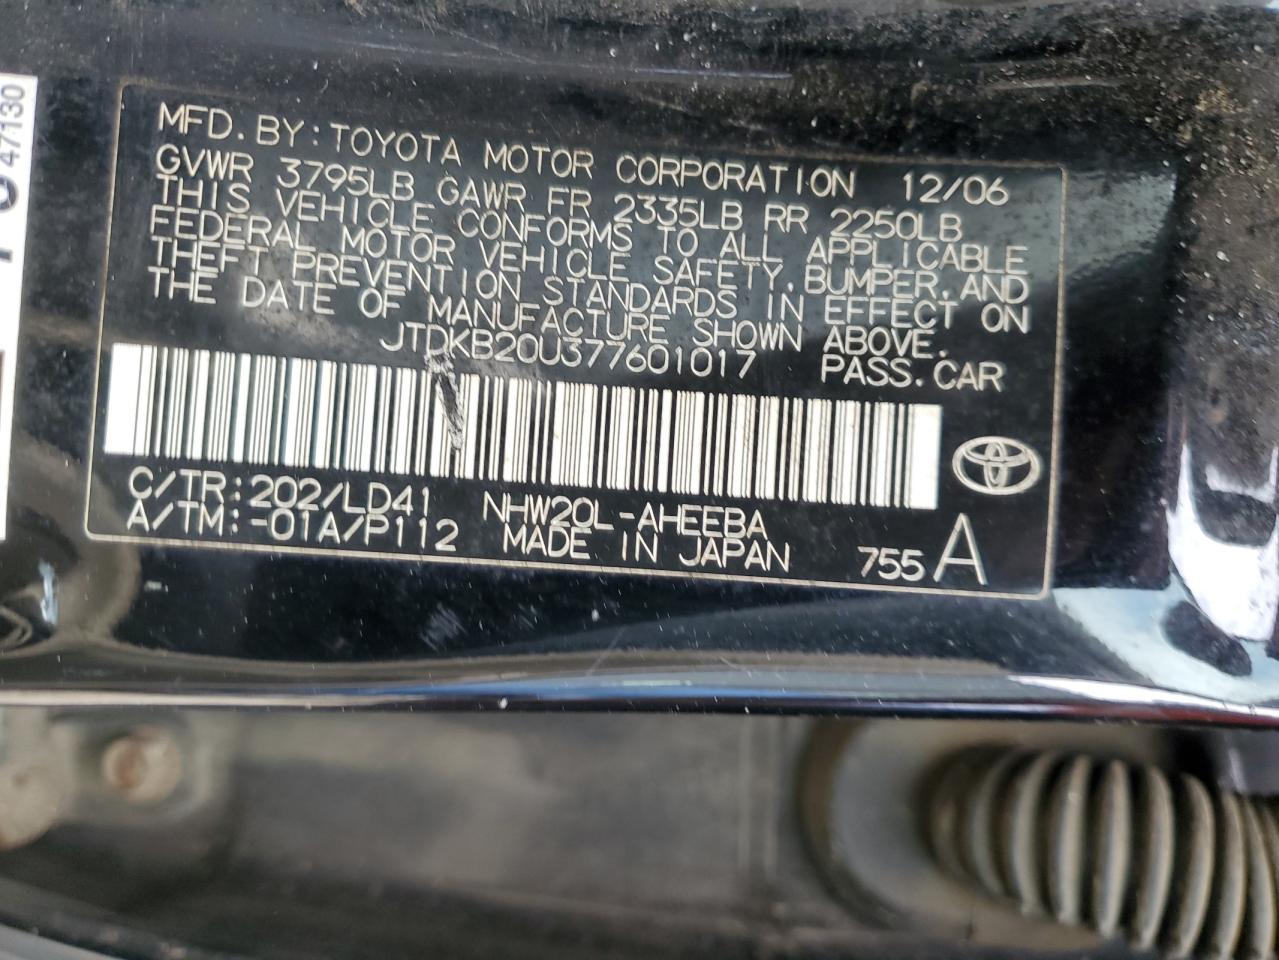 MFD. BY: TOYOTA MOTOR CORPORATION 12/06
GVWR 3795LB GAWR FR 2335LB RR 2250LB
THIS VEHICLE CONFORMS TO ALL APPLICABLE
FEDERAL MOTOR VEHICLE SAFETY, BUMPER, AND
THEFT PREVENTION STANDARDS IN EFFECT ON
THE DATE OF MANUFACTURE SHOWN ABOVE.
JTDKB20U377601017 PASS. CAR
C/TR: 202/LD41 NHW20L-AHEEBA
A/TM: -01A/P112 MADE IN JAPAN 755 A
47130